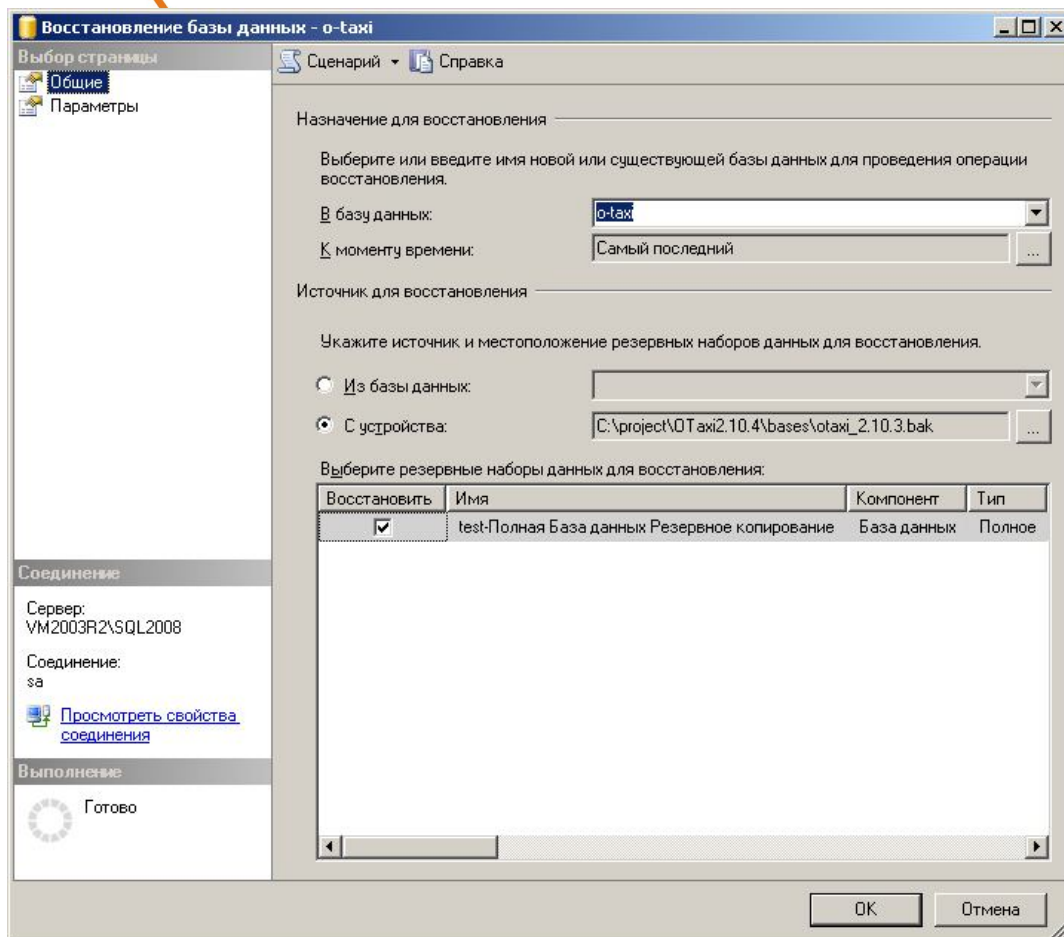 Восстановление базы данных - o-taxi
Выбор страницы
Общие
Параметры
Сценарий
Справка
Назначение для восстановления
Выберите или введите имя новой или существующей базы данных для проведения операции
восстановления.
В базу данных:
o-taxi
К моменту времени:
Самый последний
...
Источник для восстановления
Укажите источник и местоположение резервных наборов данных для восстановления.
Из базы данных:
С устройства:
C:\project\OTaxi2.10.4\bases\otaxi_2.10.3.bak
...
Выберите резервные наборы данных для восстановления:
Восстановить Имя Компонент Тип
test-Полная База данных Резервное копирование База данных Полное
Соединение
Сервер:
VM2003R2\SQL2008
Соединение:
sa
Просмотреть свойства
соединения
Выполнение
Готово
OK
Отмена